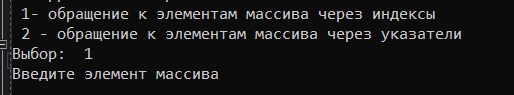 1- обращение к элементам массива через индексы
2 - обращение к элементам массива через указатели
Выбор: 1
Введите элемент массива